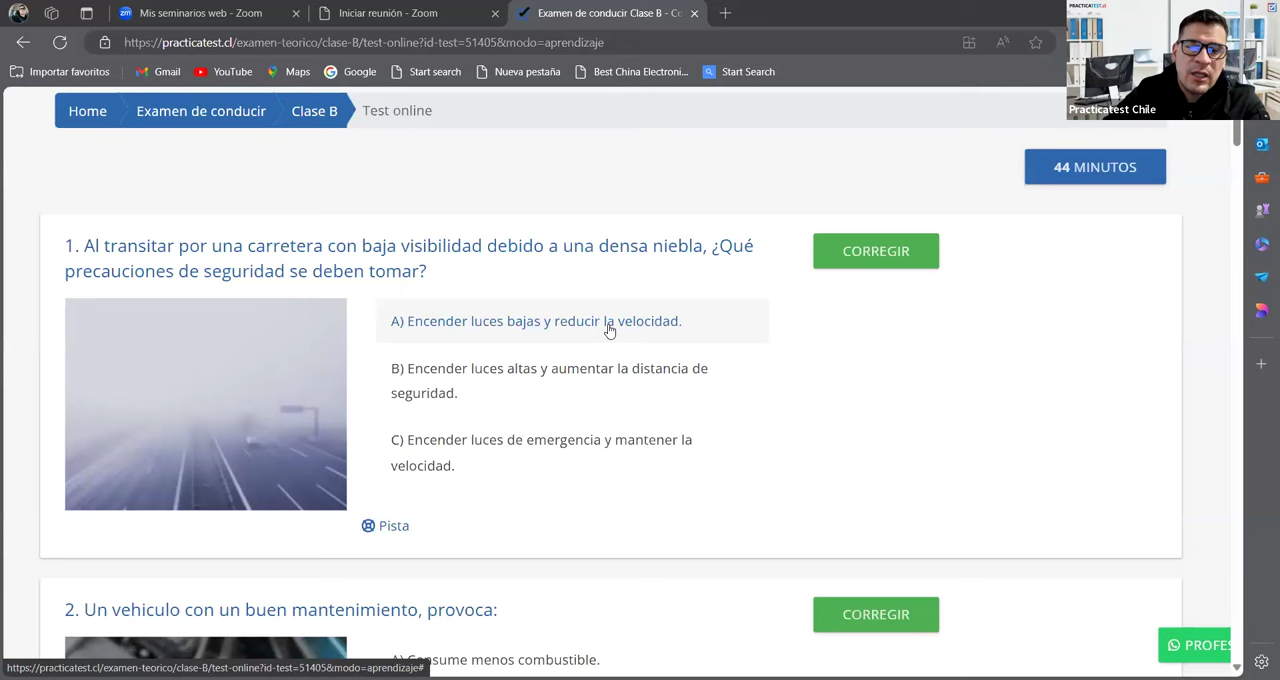 Mis seminarios web - Zoom
Iniciar reunión - Zoom
Examen de conducir Clase B - Co
https://practicatest.cl/examen-teorico/clase-B/test-online?id-test=51405&modo=aprendizaje
Importar favoritos
Gmail
YouTube
Maps
Google
Start search
Nueva pestaña
Best China Electroni...
Start Search
PRACTICATEST.cl
Practicatest Chile
Home
Examen de conducir
Clase B
Test online
44 MINUTOS
1. Al transitar por una carretera con baja visibilidad debido a una densa niebla, ¿Qué
precauciones de seguridad se deben tomar?
CORREGIR
A) Encender luces bajas y reducir la velocidad.
B) Encender luces altas y aumentar la distancia de
seguridad.
C) Encender luces de emergencia y mantener la
velocidad.
Pista
2. Un vehiculo con un buen mantenimiento, provoca:
CORREGIR
A) Consume menos combustible.
PROFES
https://practicatest.cl/examen-teorico/clase-B/test-online?id-test=51405&modo=aprendizaje#